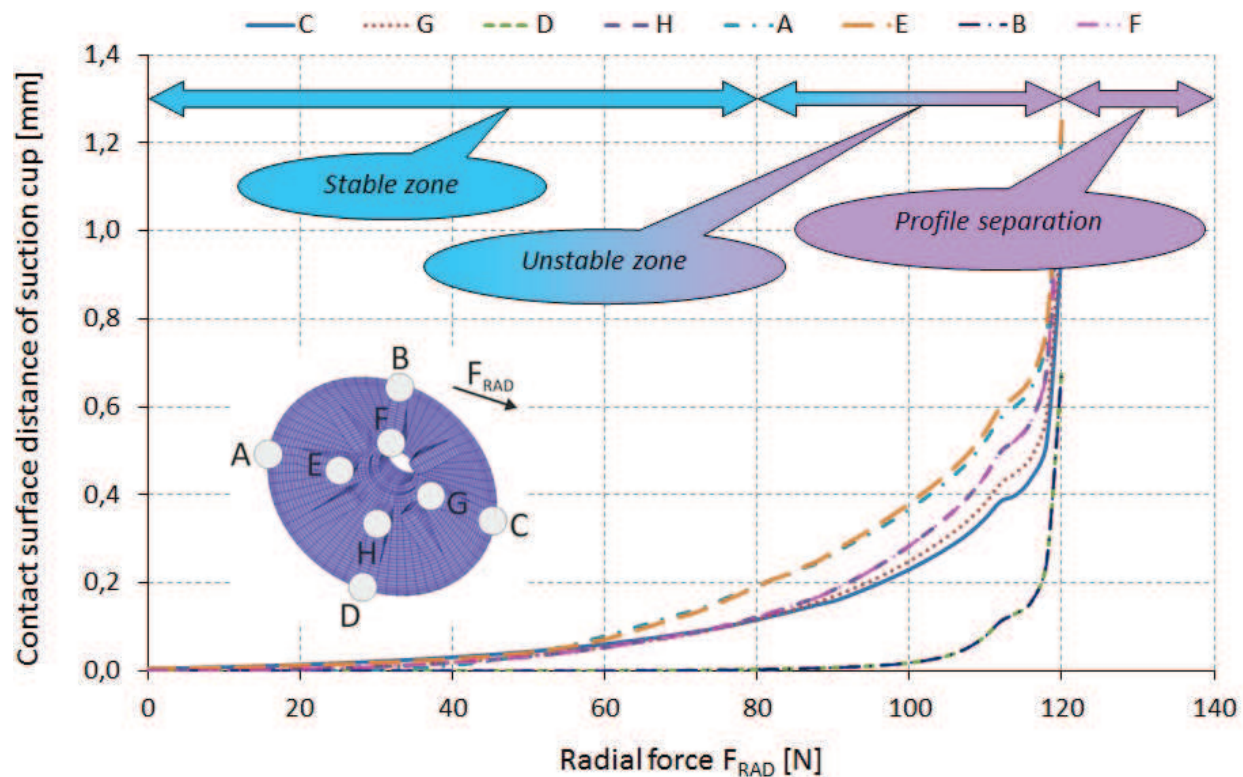 C G D H A E B F
Contact surface distance of suction cup [mm]
1,4
1,2
1,0
0,8
0,6
0,4
0,2
0,0
Stable zone
Unstable zone
Profile separation
B
F_RAD
F
A
E
G
C
H
D
0 20 40 60 80 100 120 140
Radial force F_RAD [N]